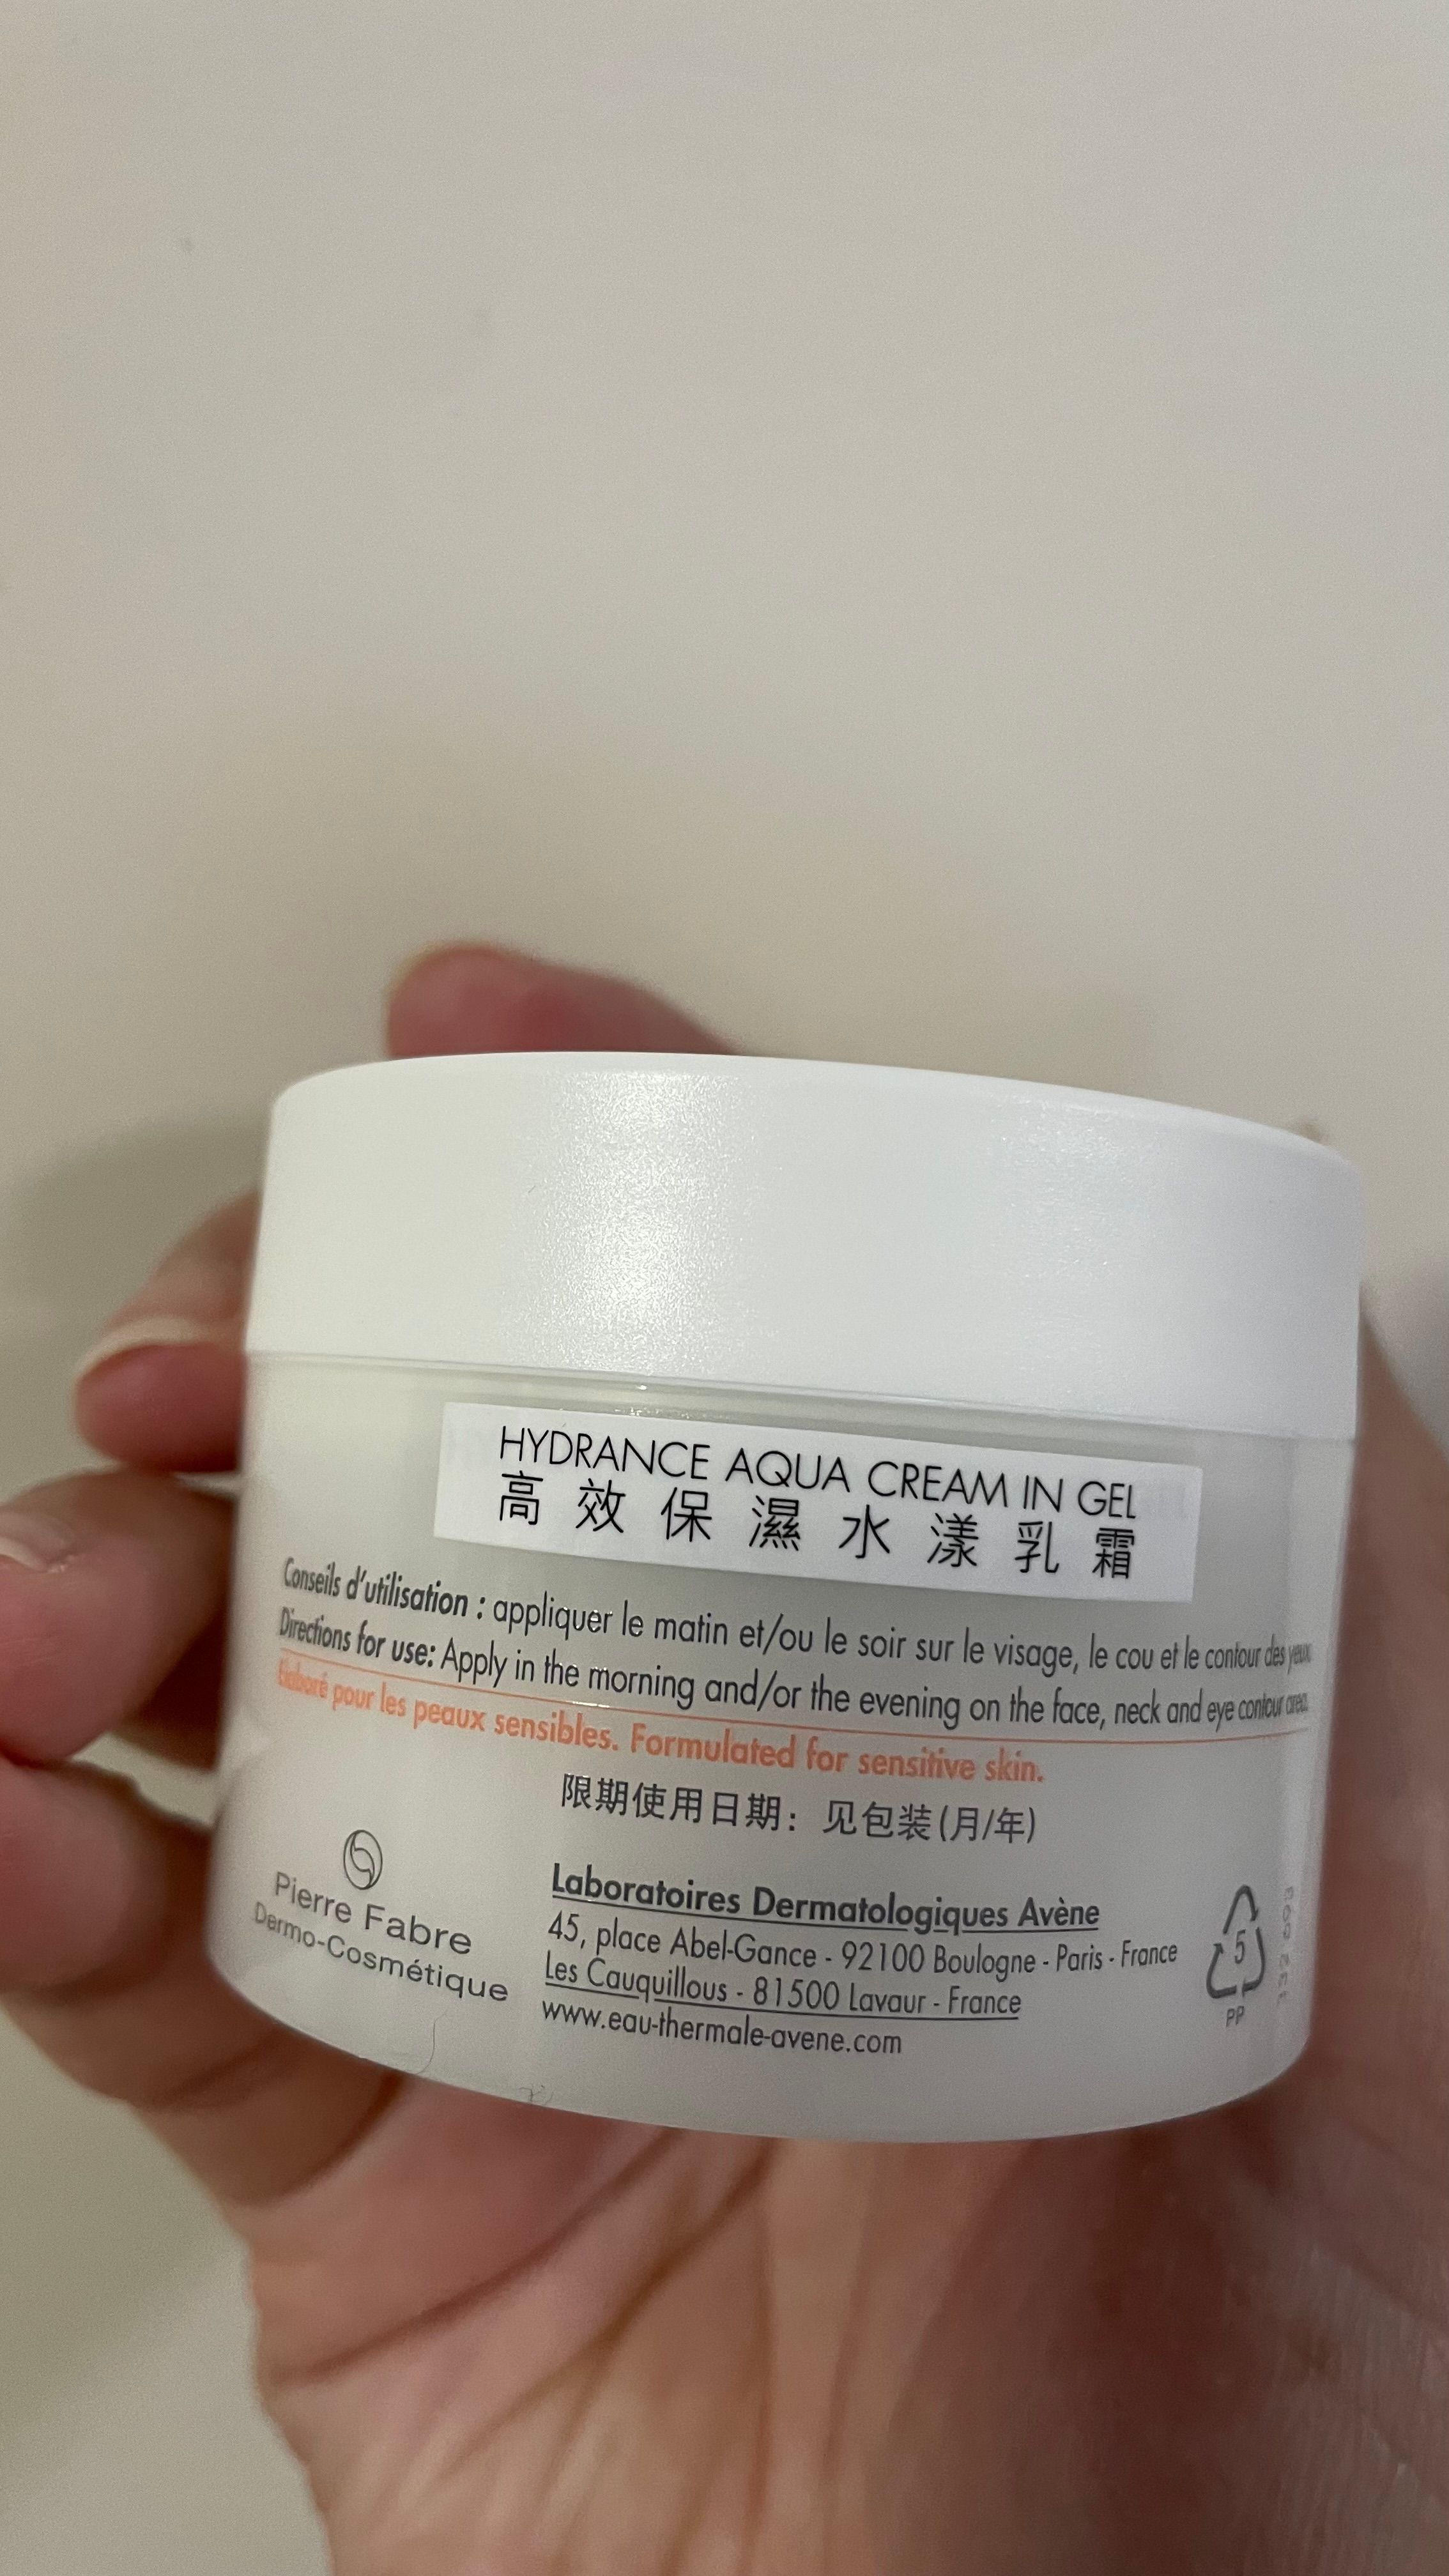 HYDRANCE AQUA CREAM IN GEL
高效保濕水漾乳霜
Conseils d'utilisation : appliquer le matin et/ou le soir sur le visage, le cou et le contour des yeux.
Directions for use: Apply in the morning and/or the evening on the face, neck and eye contour area.
Élaboré pour les peaux sensibles. Formulated for sensitive skin.
限期使用日期：见包装(月/年)
Pierre Fabre
Dermo-Cosmétique
Laboratoires Dermatologiques Avène
45, place Abel-Gance - 92100 Boulogne - Paris - France
Les Cauquillous - 81500 Lavaur - France
www.eau-thermale-avene.com
5
PP